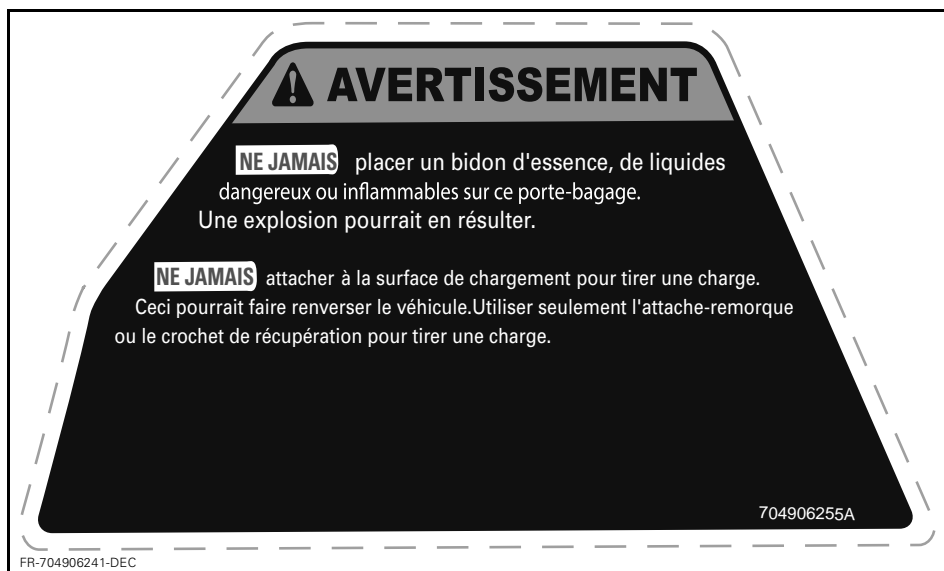 AVERTISSEMENT
NE JAMAIS placer un bidon d'essence, de liquides
dangereux ou inflammables sur ce porte-bagage.
Une explosion pourrait en résulter.
NE JAMAIS attacher à la surface de chargement pour tirer une charge.
Ceci pourrait faire renverser le véhicule.Utiliser seulement l'attache-remorque
ou le crochet de récupération pour tirer une charge.
704906255A
FR-704906241-DEC